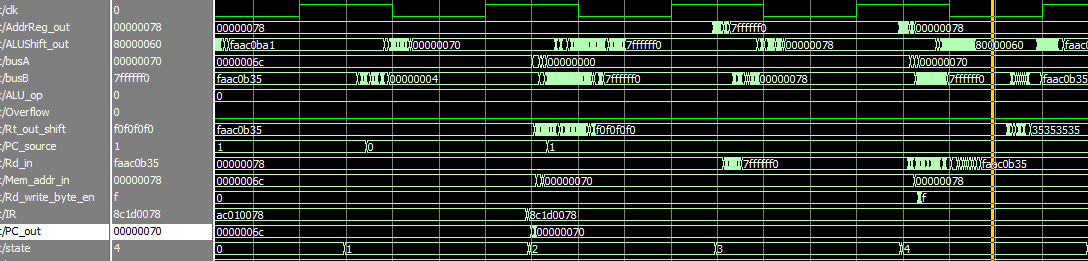 t/clk 0
t/AddrReg_out 00000078 00000078 7ffffff0 00000078
t/ALUShift_out 80000060 faac0ba1 00000070 7ffffff0 00000078 80000060 faac0
t/busA 00000070 0000006c 00000000 00000070
t/busB 7ffffff0 faac0b35 00000004 7ffffff0 00000078 7ffffff0 faac0b35
t/ALU_op 0 0
t/Overflow 0
t/Rt_out_shift f0f0f0f0 faac0b35 f0f0f0f0 35353535
t/PC_source 1 1 0 1
t/Rd_in faac0b35 00000078 7ffffff0 faac0b35
t/Mem_addr_in 00000078 0000006c 00000070 00000078
t/Rd_write_byte_en f 0 f
t/IR 8c1d0078 ac010078 8c1d0078
t/PC_out 00000070 0000006c 00000070
t/state 4 0 1 2 3 4